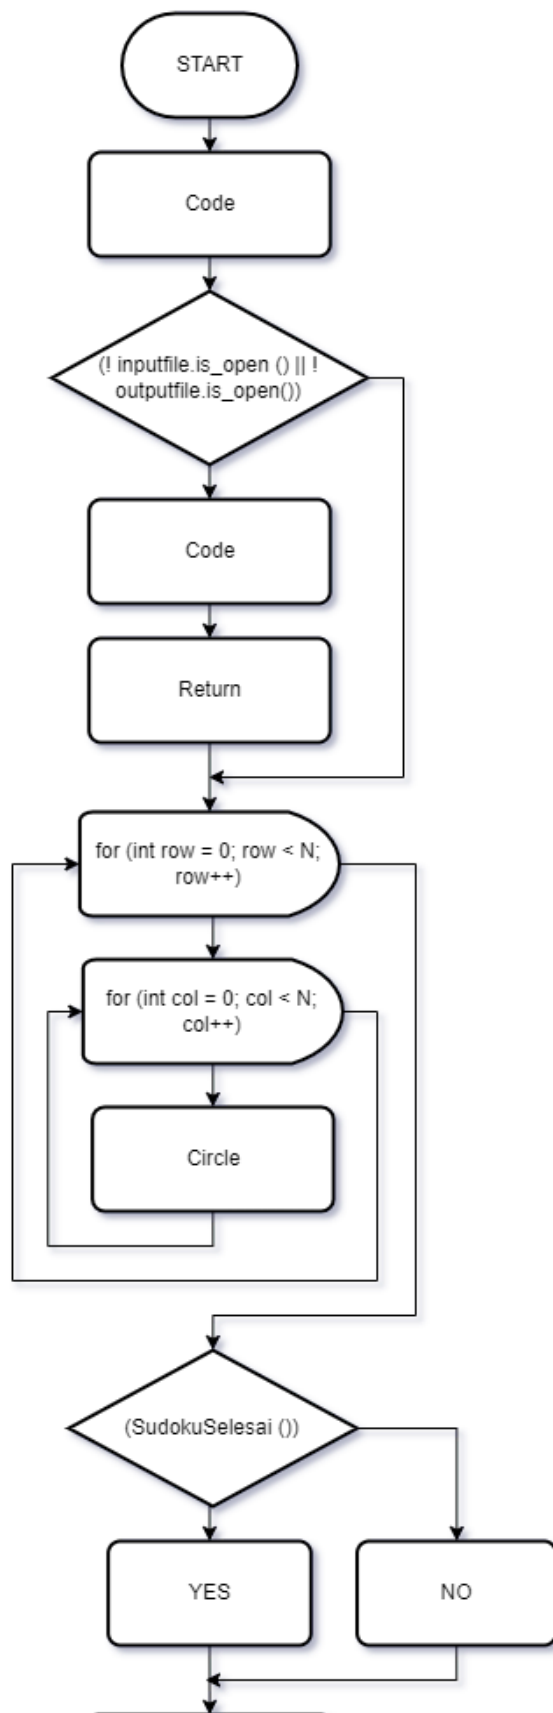 START
Code
(! inputfile.is_open () || !
outputfile.is_open())
Code
Return
for (int row = 0; row < N;
row++)
for (int col = 0; col < N;
col++)
Circle
(SudokuSelesai ())
YES
NO